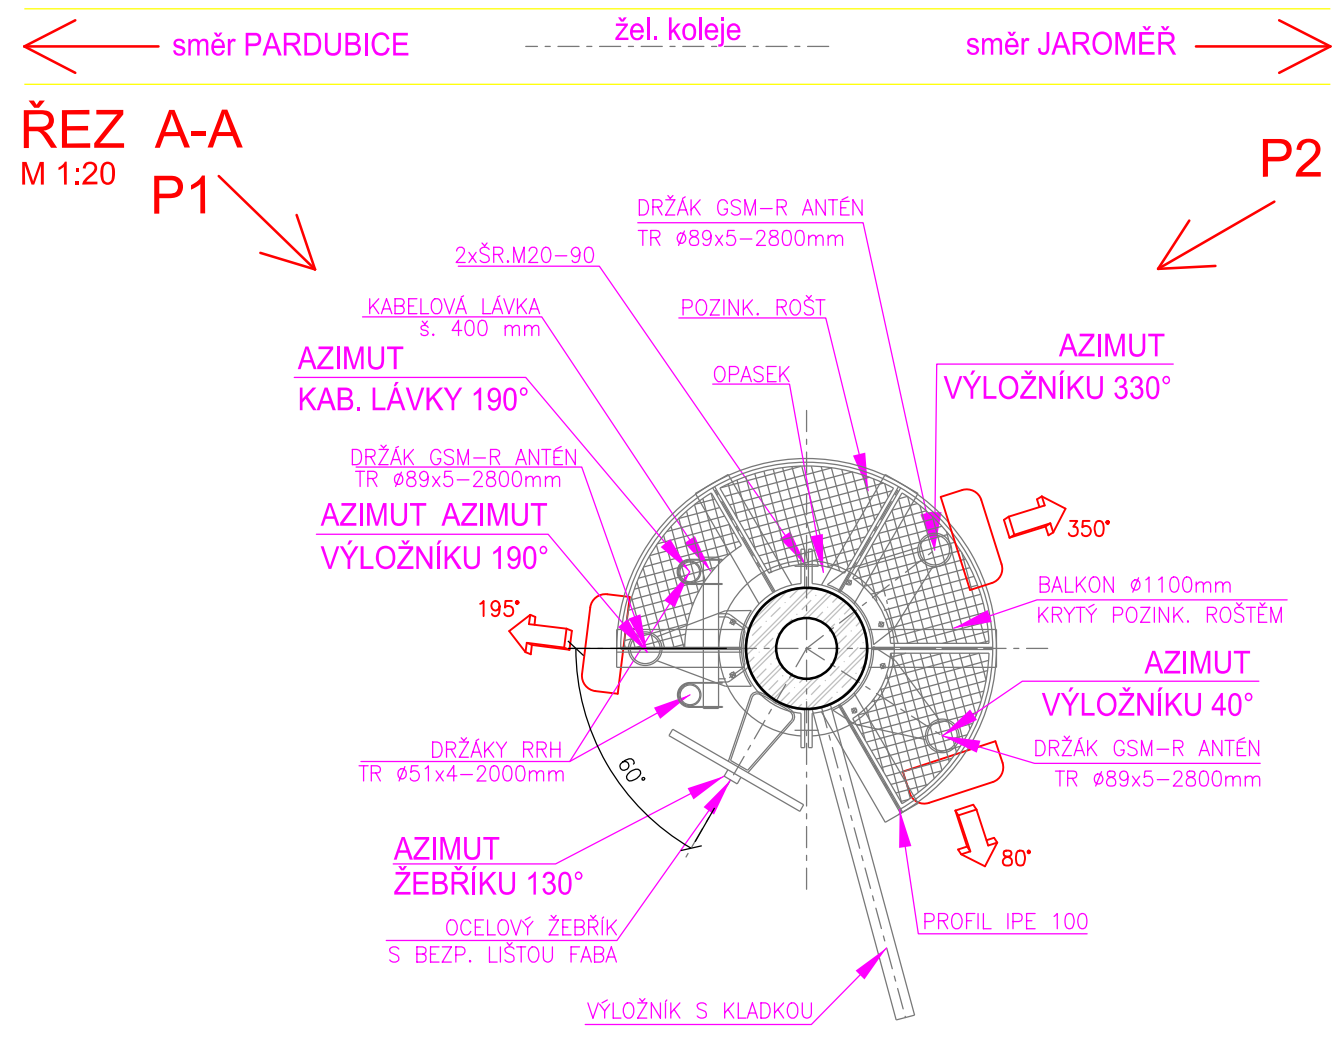 směr PARDUBICE
žel. koleje
směr JAROMĚŘ
ŘEZ A-A
M 1:20
P1
P2
DRŽÁK GSM-R ANTÉN
TR ø89x5-2800mm
2xŠR.M20-90
KABELOVÁ LÁVKA
š. 400 mm
POZINK. ROŠT
AZIMUT
KAB. LÁVKY 190°
OPASEK
AZIMUT
VÝLOŽNÍKU 330°
DRŽÁK GSM-R ANTÉN
TR ø89x5-2800mm
AZIMUT AZIMUT
VÝLOŽNÍKU 190°
350°
195°
BALKON ø1100mm
KRYTÝ POZINK. ROŠTĚM
AZIMUT
VÝLOŽNÍKU 40°
DRŽÁK GSM-R ANTÉN
TR ø89x5-2800mm
DRŽÁKY RRH
TR ø51x4-2000mm
60°
80°
AZIMUT
ŽEBŘÍKU 130°
OCELOVÝ ŽEBŘÍK
S BEZP. LIŠTOU FABA
PROFIL IPE 100
VÝLOŽNÍK S KLADKOU